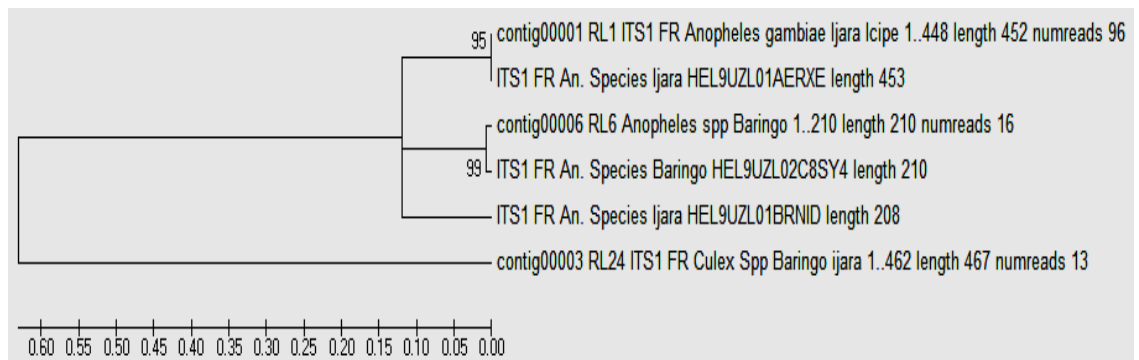 95
contig00001 RL1 ITS1 FR Anopheles gambiae Ijara Icipe 1..448 length 452 numreads 96
ITS1 FR An. Species Ijara HEL9UZL01AERXE length 453
contig00006 RL6 Anopheles spp Baringo 1..210 length 210 numreads 16
99
ITS1 FR An. Species Baringo HEL9UZL02C8SY4 length 210
ITS1 FR An. Species Ijara HEL9UZL01BRNID length 208
contig00003 RL24 ITS1 FR Culex Spp Baringo ijara 1..462 length 467 numreads 13
0.60 0.55 0.50 0.45 0.40 0.35 0.30 0.25 0.20 0.15 0.10 0.05 0.00